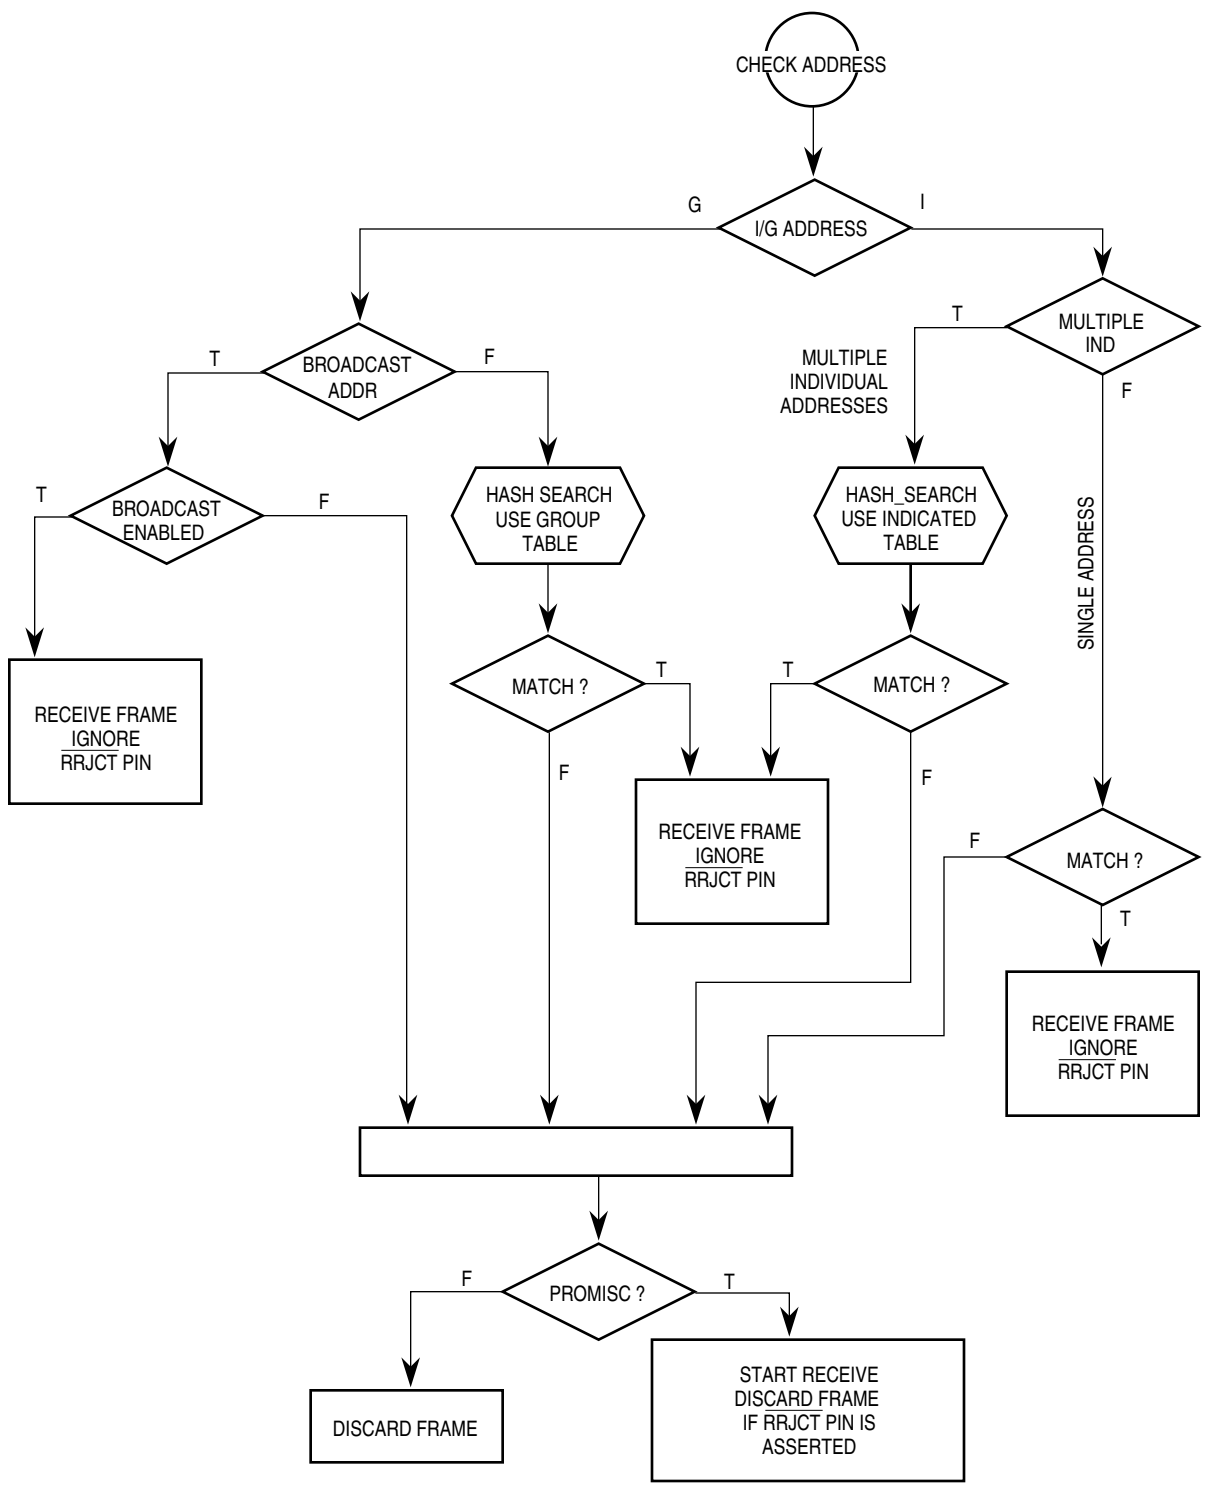 CHECK ADDRESS
G
I
I/G ADDRESS
T
MULTIPLE
IND
F
T
BROADCAST
ADDR
F
MULTIPLE
INDIVIDUAL
ADDRESSES
T
BROADCAST
ENABLED
F
HASH SEARCH
USE GROUP
TABLE
HASH_SEARCH
USE INDICATED
TABLE
SINGLE ADDRESS
RECEIVE FRAME
IGNORE
RRJCT PIN
MATCH ?
T
T
MATCH ?
F
F
RECEIVE FRAME
IGNORE
RRJCT PIN
F
MATCH ?
T
RECEIVE FRAME
IGNORE
RRJCT PIN
F
PROMISC ?
T
DISCARD FRAME
START RECEIVE
DISCARD FRAME
IF RRJCT PIN IS
ASSERTED